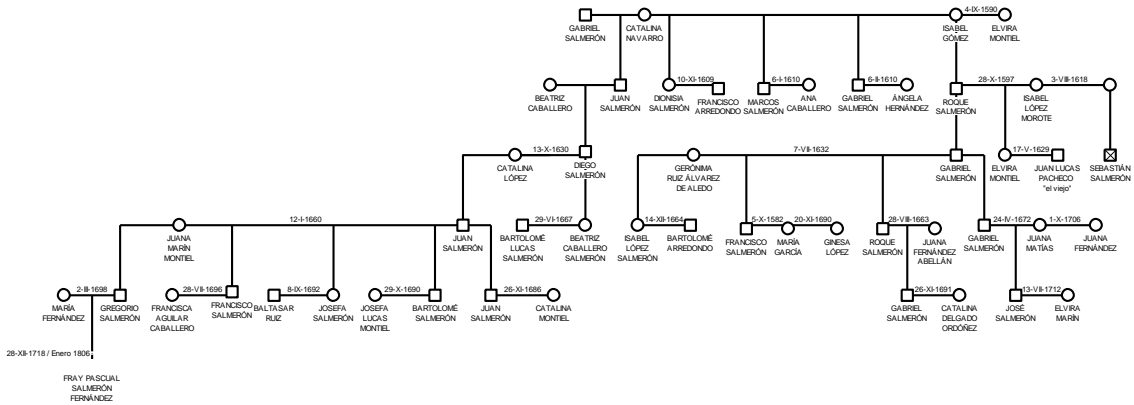 4-IX-1590
GABRIEL
SALMERÓN
CATALINA
NAVARRO
ISABEL
GÓMEZ
ELVIRA
MONTIEL
10-XI-1609
6-I-1610
6-II-1610
28-X-1597
3-VIII-1618
BEATRIZ
CABALLERO
JUAN
SALMERÓN
DIONISIA
SALMERÓN
FRANCISCO
ARREDONDO
MARCOS
SALMERÓN
ANA
CABALLERO
GABRIEL
SALMERÓN
ÁNGELA
HERNÁNDEZ
ROQUE
SALMERÓN
ISABEL
LÓPEZ
MOROTE
13-X-1630
7-VII-1632
17-V-1629
CATALINA
LÓPEZ
DIEGO
SALMERÓN
GERÓNIMA
RUIZ ÁLVAREZ
DE ALEDO
GABRIEL
SALMERÓN
ELVIRA
MONTIEL
JUAN LUCAS
PACHECO
"el viejo"
SEBASTIÁN
SALMERÓN
12-I-1660
29-VI-1667
14-XII-1664
5-X-1582
20-XI-1690
28-VIII-1663
24-IV-1672
1-X-1706
JUANA
MARÍN
MONTIEL
JUAN
SALMERÓN
BARTOLOMÉ
LUCAS
SALMERÓN
BEATRIZ
CABALLERO
SALMERÓN
ISABEL
LÓPEZ
SALMERÓN
BARTOLOMÉ
ARREDONDO
FRANCISCO
SALMERÓN
MARÍA
GARCÍA
GINESA
LÓPEZ
ROQUE
SALMERÓN
JUANA
FERNÁNDEZ
ABELLÁN
GABRIEL
SALMERÓN
JUANA
MATÍAS
JUANA
FERNÁNDEZ
2-III-1698
28-VII-1696
8-IX-1692
29-X-1690
26-XI-1686
26-XI-1691
13-VII-1712
MARÍA
FERNÁNDEZ
GREGORIO
SALMERÓN
FRANCISCA
AGUILAR
CABALLERO
FRANCISCO
SALMERÓN
BALTASAR
RUIZ
JOSEFA
SALMERÓN
JOSEFA
LUCAS
MONTIEL
BARTOLOMÉ
SALMERÓN
JUAN
SALMERÓN
CATALINA
MONTIEL
GABRIEL
SALMERÓN
CATALINA
DELGADO
ORDÓÑEZ
JOSÉ
SALMERÓN
ELVIRA
MARÍN
28-XII-1718 / Enero 1806
FRAY PASCUAL
SALMERÓN
FERNÁNDEZ